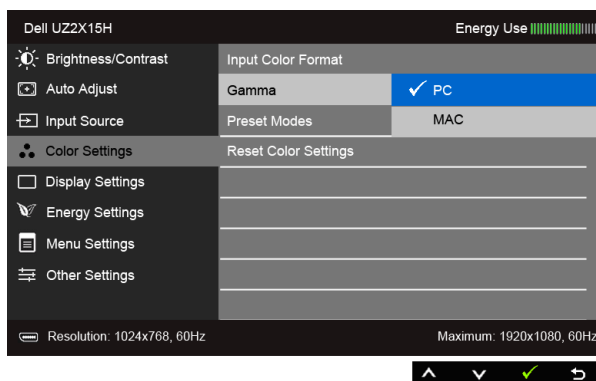 Dell UZ2X15H
Energy Use
Brightness/Contrast
Input Color Format
Auto Adjust
Gamma
PC
Input Source
Preset Modes
MAC
Color Settings
Reset Color Settings
Display Settings
Energy Settings
Menu Settings
Other Settings
Resolution: 1024x768, 60Hz
Maximum: 1920x1080, 60Hz